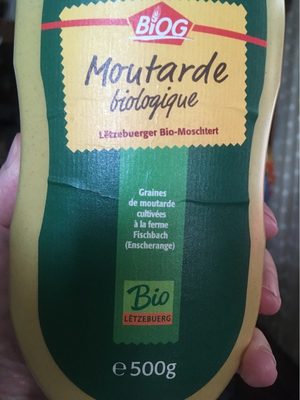 BiOG
Moutarde
biologique
Lëtzebuerger Bio-Moschtert
Graines
de moutarde
cultivées
à la ferme
Fischbach
(Enscherange)
Bio
LËTZEBUERG
℮ 500g